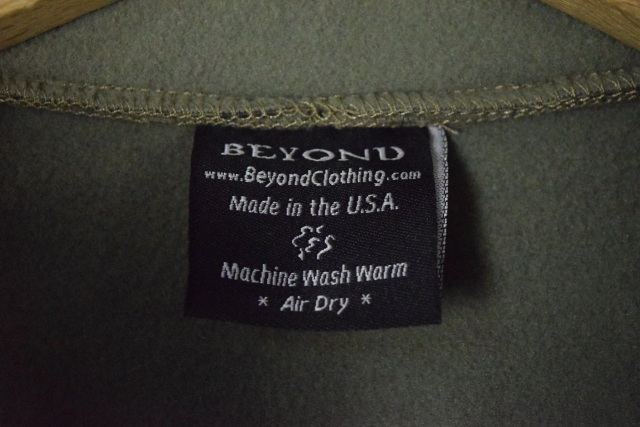 BEYOND
www.BeyondClothing.com
Made in the U.S.A.
Machine Wash Warm
* Air Dry *